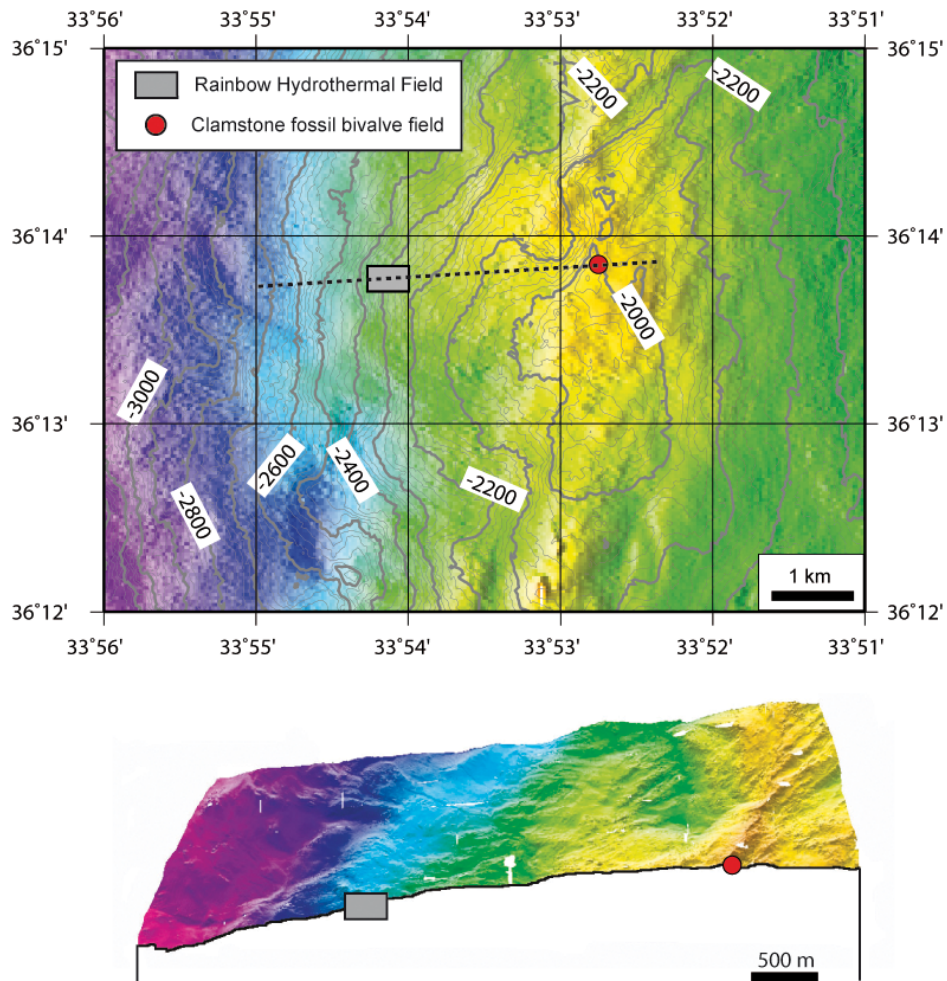 33˚56' 33˚55' 33˚54' 33˚53' 33˚52' 33˚51'
36˚15' 36˚15'
Rainbow Hydrothermal Field
Clamstone fossil bivalve field
-2200 -2200
36˚14' 36˚14'
-2000
-3000
36˚13' 36˚13'
-2600 -2400
-2200
-2800
1 km
36˚12' 36˚12'
33˚56' 33˚55' 33˚54' 33˚53' 33˚52' 33˚51'
500 m